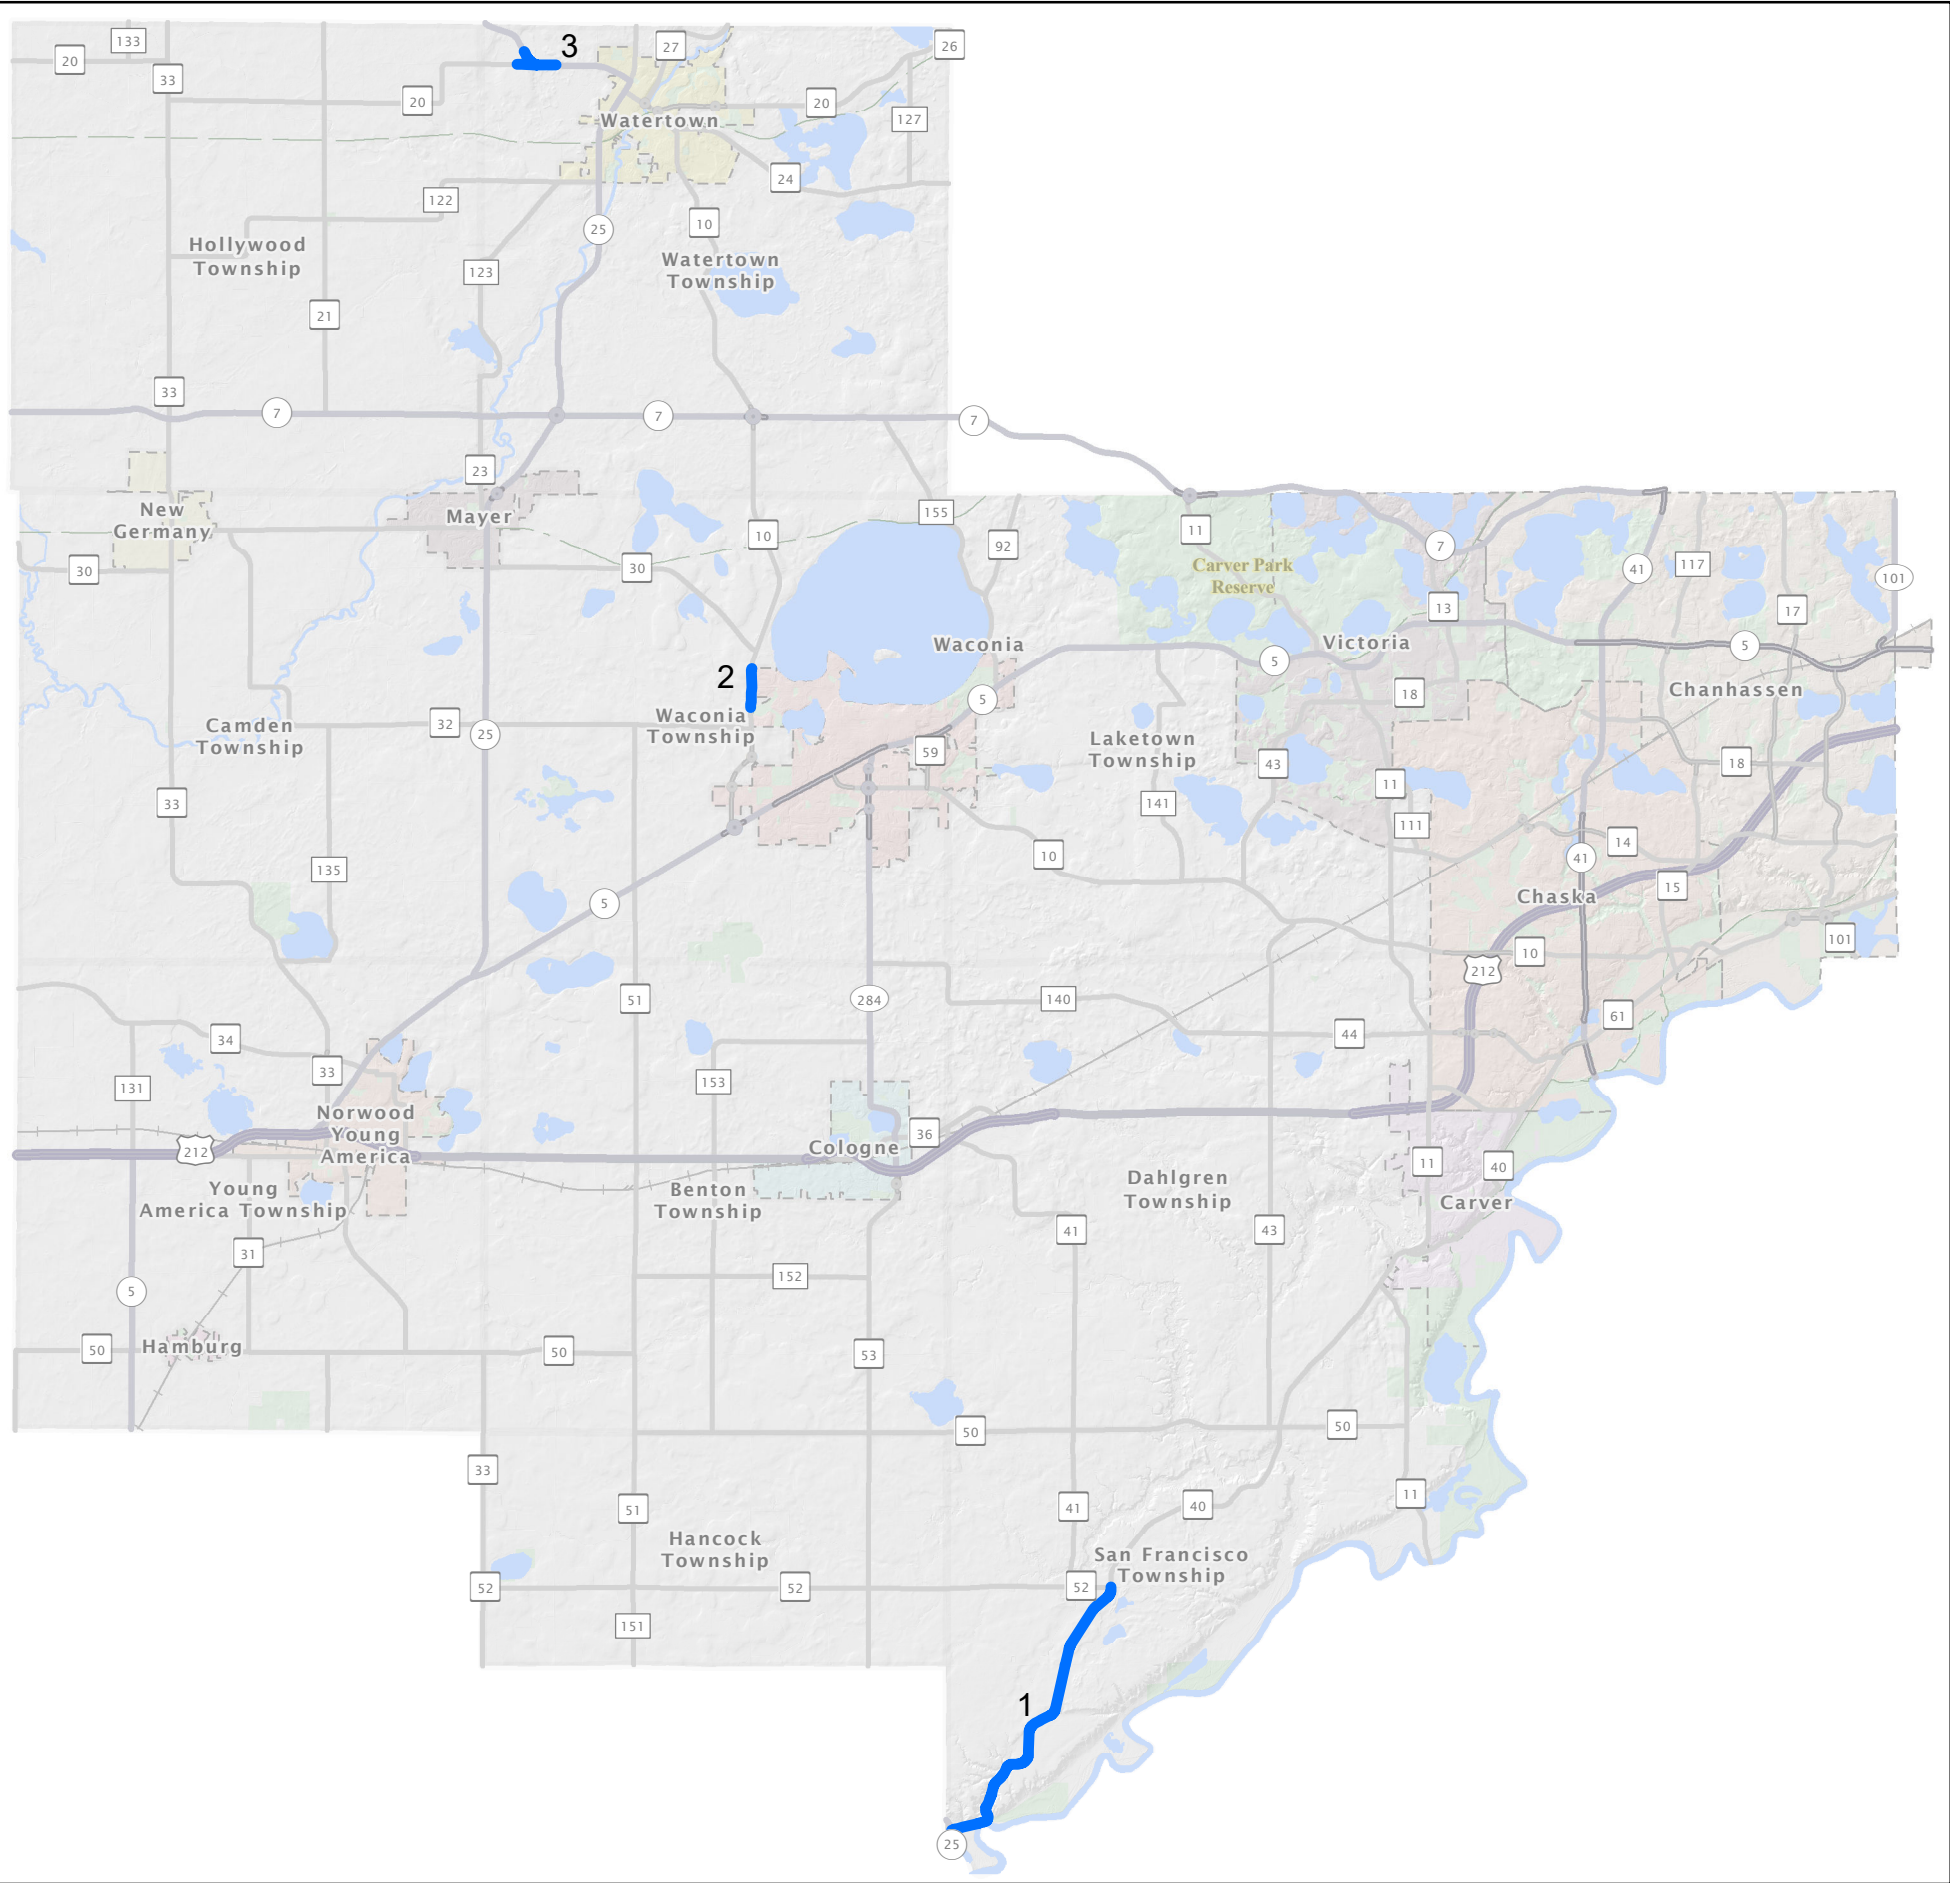 133
3
27
26
20
33
20
20
127
Watertown
24
122
10
25
Hollywood
Township
Watertown
Township
123
21
33
7
7
7
23
New
Germany
Mayer
155
10
92
11
7
41
117
101
30
30
Carver Park
Reserve
13
17
Waconia
Victoria
5
5
2
5
18
Chanhassen
Waconia
Township
Camden
Township
32
25
59
Laketown
Township
43
18
33
141
11
111
14
10
41
135
5
15
Chaska
101
10
212
51
284
140
61
34
44
33
131
153
Norwood
Young
America
36
Cologne
212
11
40
Young
America Township
Benton
Township
Dahlgren
Township
Carver
31
41
43
152
5
Hamburg
50
50
53
50
50
33
11
51
41
40
Hancock
Township
San Francisco
Township
52
52
52
151
1
25